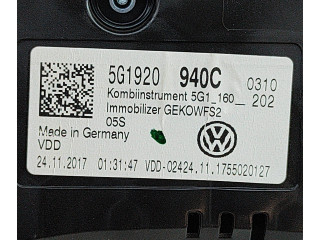 5G1920 940C 0310
Kombiinstrument 5G1_160__ 202
Immobilizer GEKOWFS2
05S
Made in Germany
VDD
24.11.2017 01:31:47 VDD-02424.11.1755020127